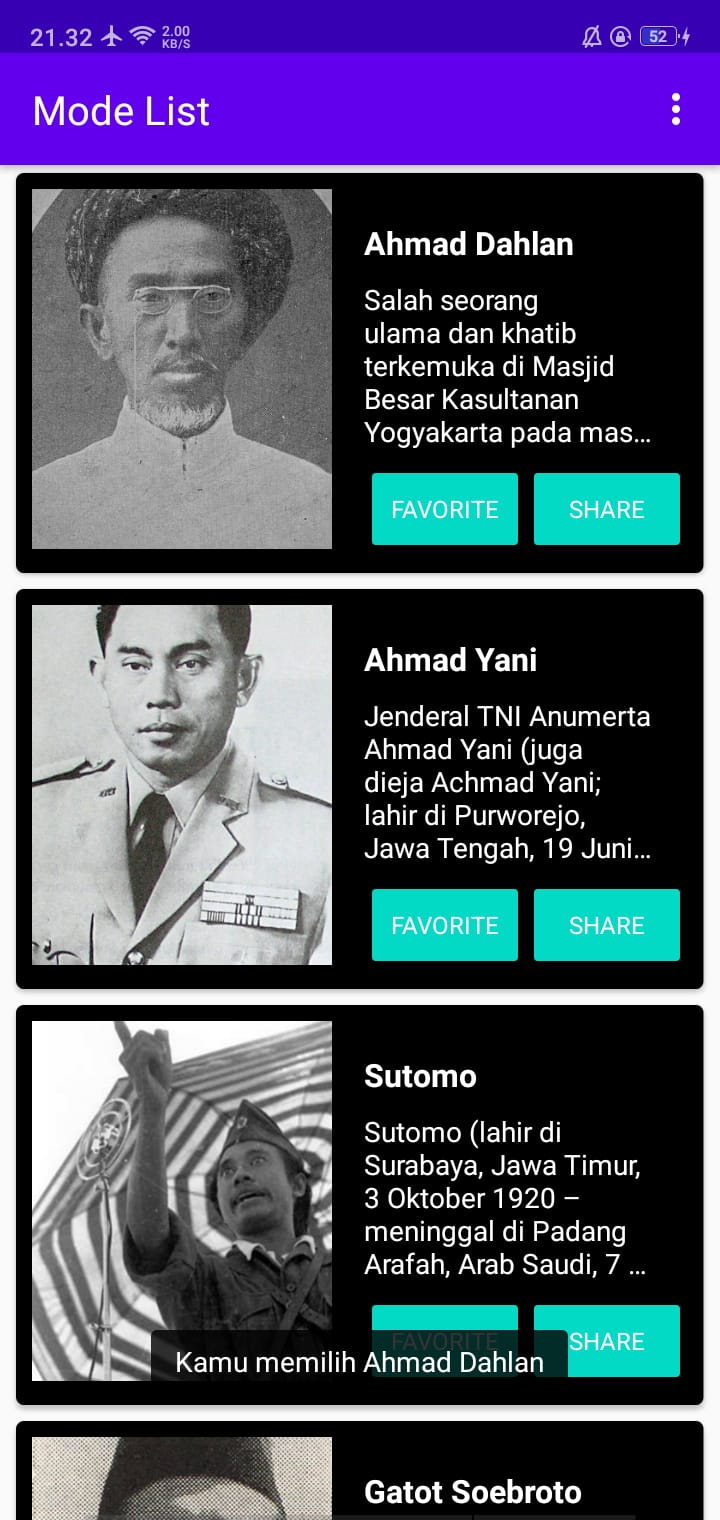 21.32 2.00 KB/S 52
Mode List
Ahmad Dahlan
Salah seorang
ulama dan khatib
terkemuka di Masjid
Besar Kasultanan
Yogyakarta pada mas...
FAVORITE SHARE
Ahmad Yani
Jenderal TNI Anumerta
Ahmad Yani (juga
dieja Achmad Yani;
lahir di Purworejo,
Jawa Tengah, 19 Juni...
FAVORITE SHARE
Sutomo
Sutomo (lahir di
Surabaya, Jawa Timur,
3 Oktober 1920 –
meninggal di Padang
Arafah, Arab Saudi, 7 ...
FAVORITE SHARE
Kamu memilih Ahmad Dahlan
Gatot Soebroto